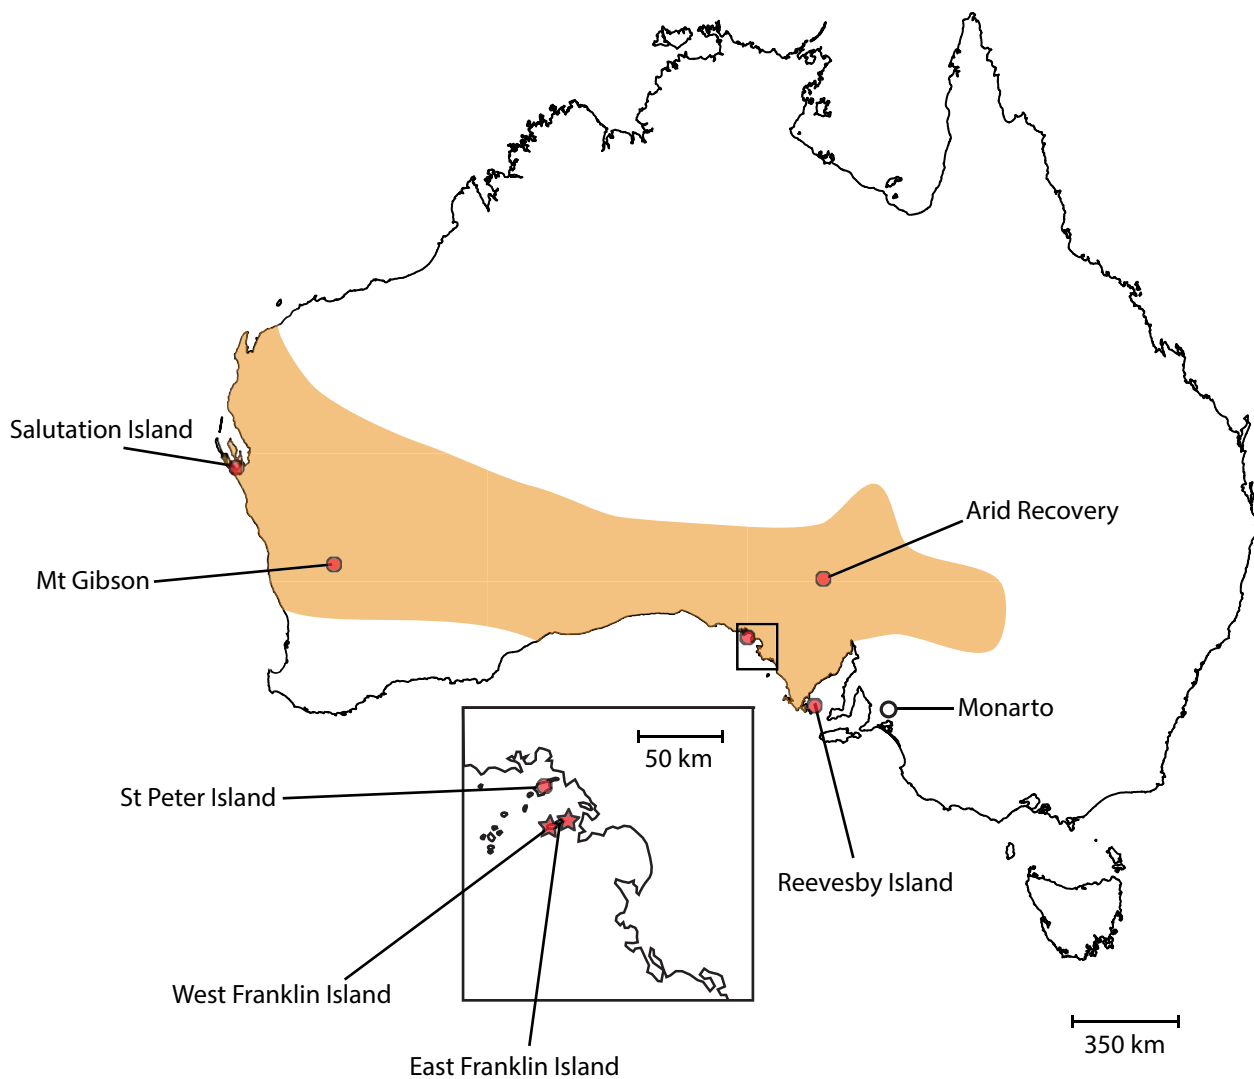 Salutation Island
Arid Recovery
Mt Gibson
Monarto
50 km
St Peter Island
Reevesby Island
West Franklin Island
350 km
East Franklin Island